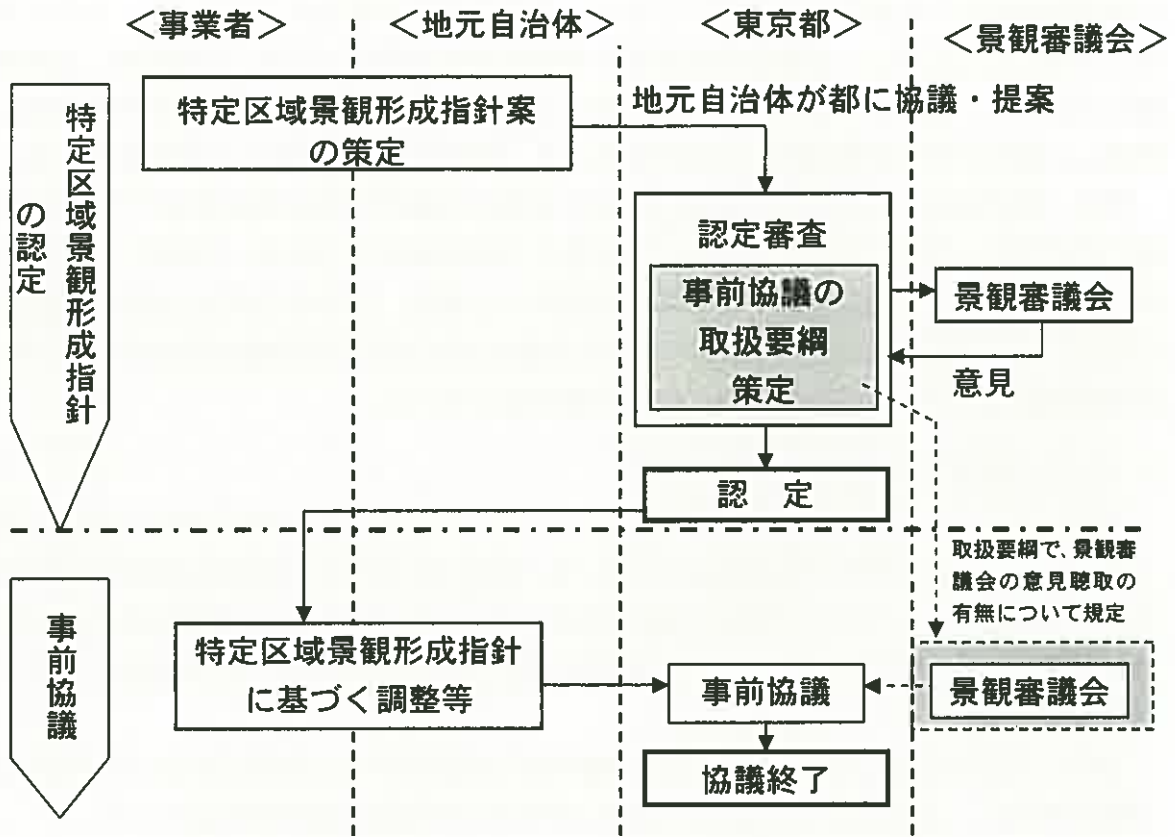 ＜事業者＞
＜地元自治体＞
＜東京都＞
＜景観審議会＞
特定区域景観形成指針
の認定
特定区域景観形成指針案
の策定
地元自治体が都に協議・提案
認定審査
事前協議の
取扱要綱
策定
景観審議会
意見
認　定
取扱要綱で、景観審
議会の意見聴取の
有無について規定
事前協議
特定区域景観形成指針
に基づく調整等
事前協議
景観審議会
協議終了